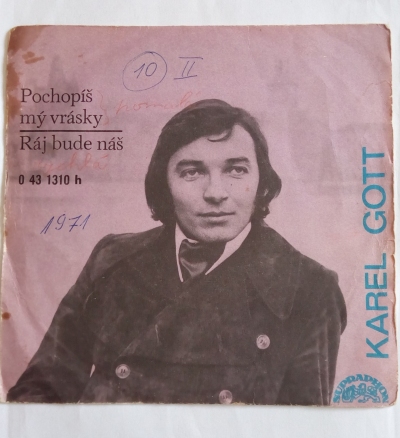 10 II
Pochopíš
mý vrásky
Ráj bude náš
0 43 1310 h
1971
KAREL GOTT
SUPRAPHON